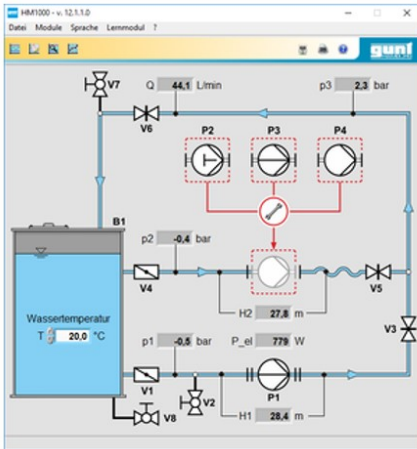 HM1000 - v. 12.1.1.0
Datei Module Sprache Lernmodul ?
gunt
V7
Q 44,1 L/min
p3 2,3 bar
V6
P2 P3 P4
B1
p2 -0,4 bar
V4
V5
H2 27,8 m
Wassertemperatur
T 20,0 °C
V3
p1 -0,5 bar
P_el 779 W
V1
V2
P1
V8
H1 28,4 m